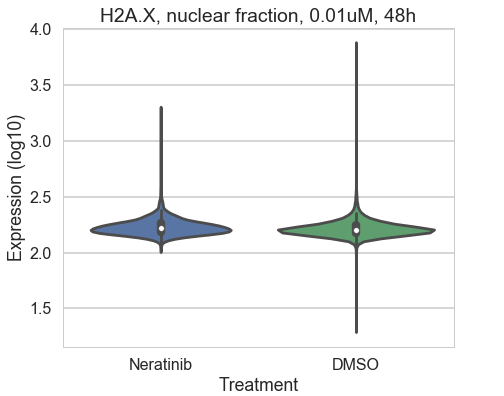 H2A.X, nuclear fraction, 0.01uM, 48h
4.0
3.5
3.0
2.5
2.0
1.5
Expression (log10)
Neratinib DMSO
Treatment